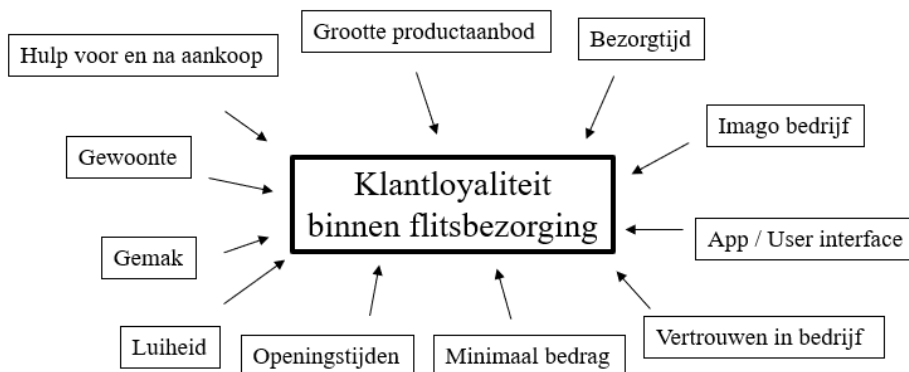 Grootte productaanbod
Bezorgtijd
Hulp voor en na aankoop
Imago bedrijf
Gewoonte
Klantloyaliteit
binnen flitsbezorging
App / User interface
Gemak
Vertrouwen in bedrijf
Luiheid
Openingstijden
Minimaal bedrag